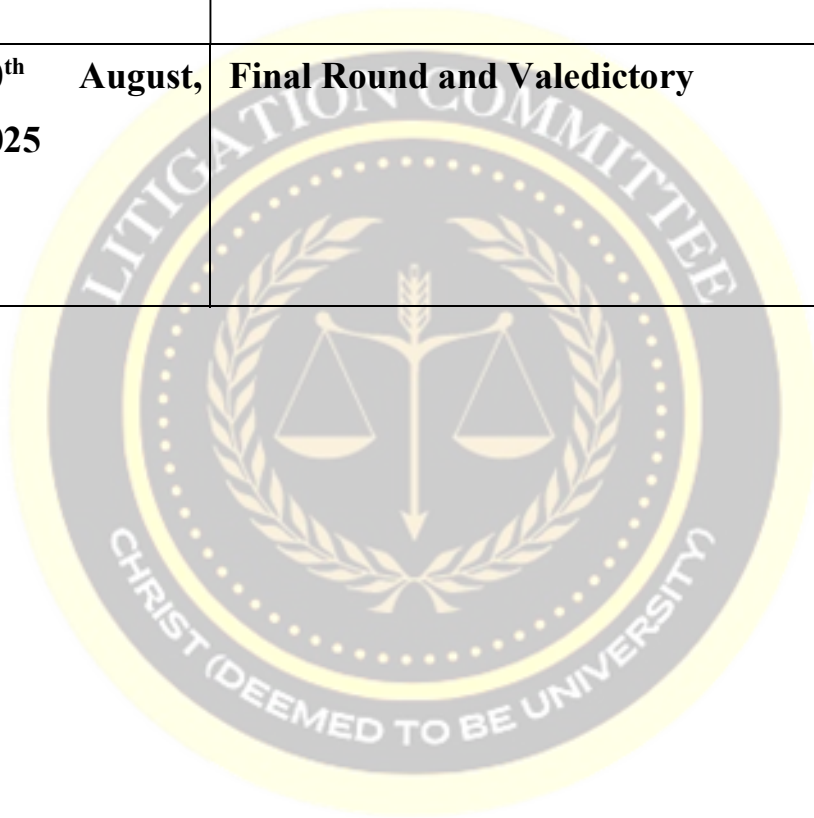 th August, Final Round and Valedictory
025
LITIGATION COMMITTEE
CHRIST (DEEMED TO BE UNIVERSITY)